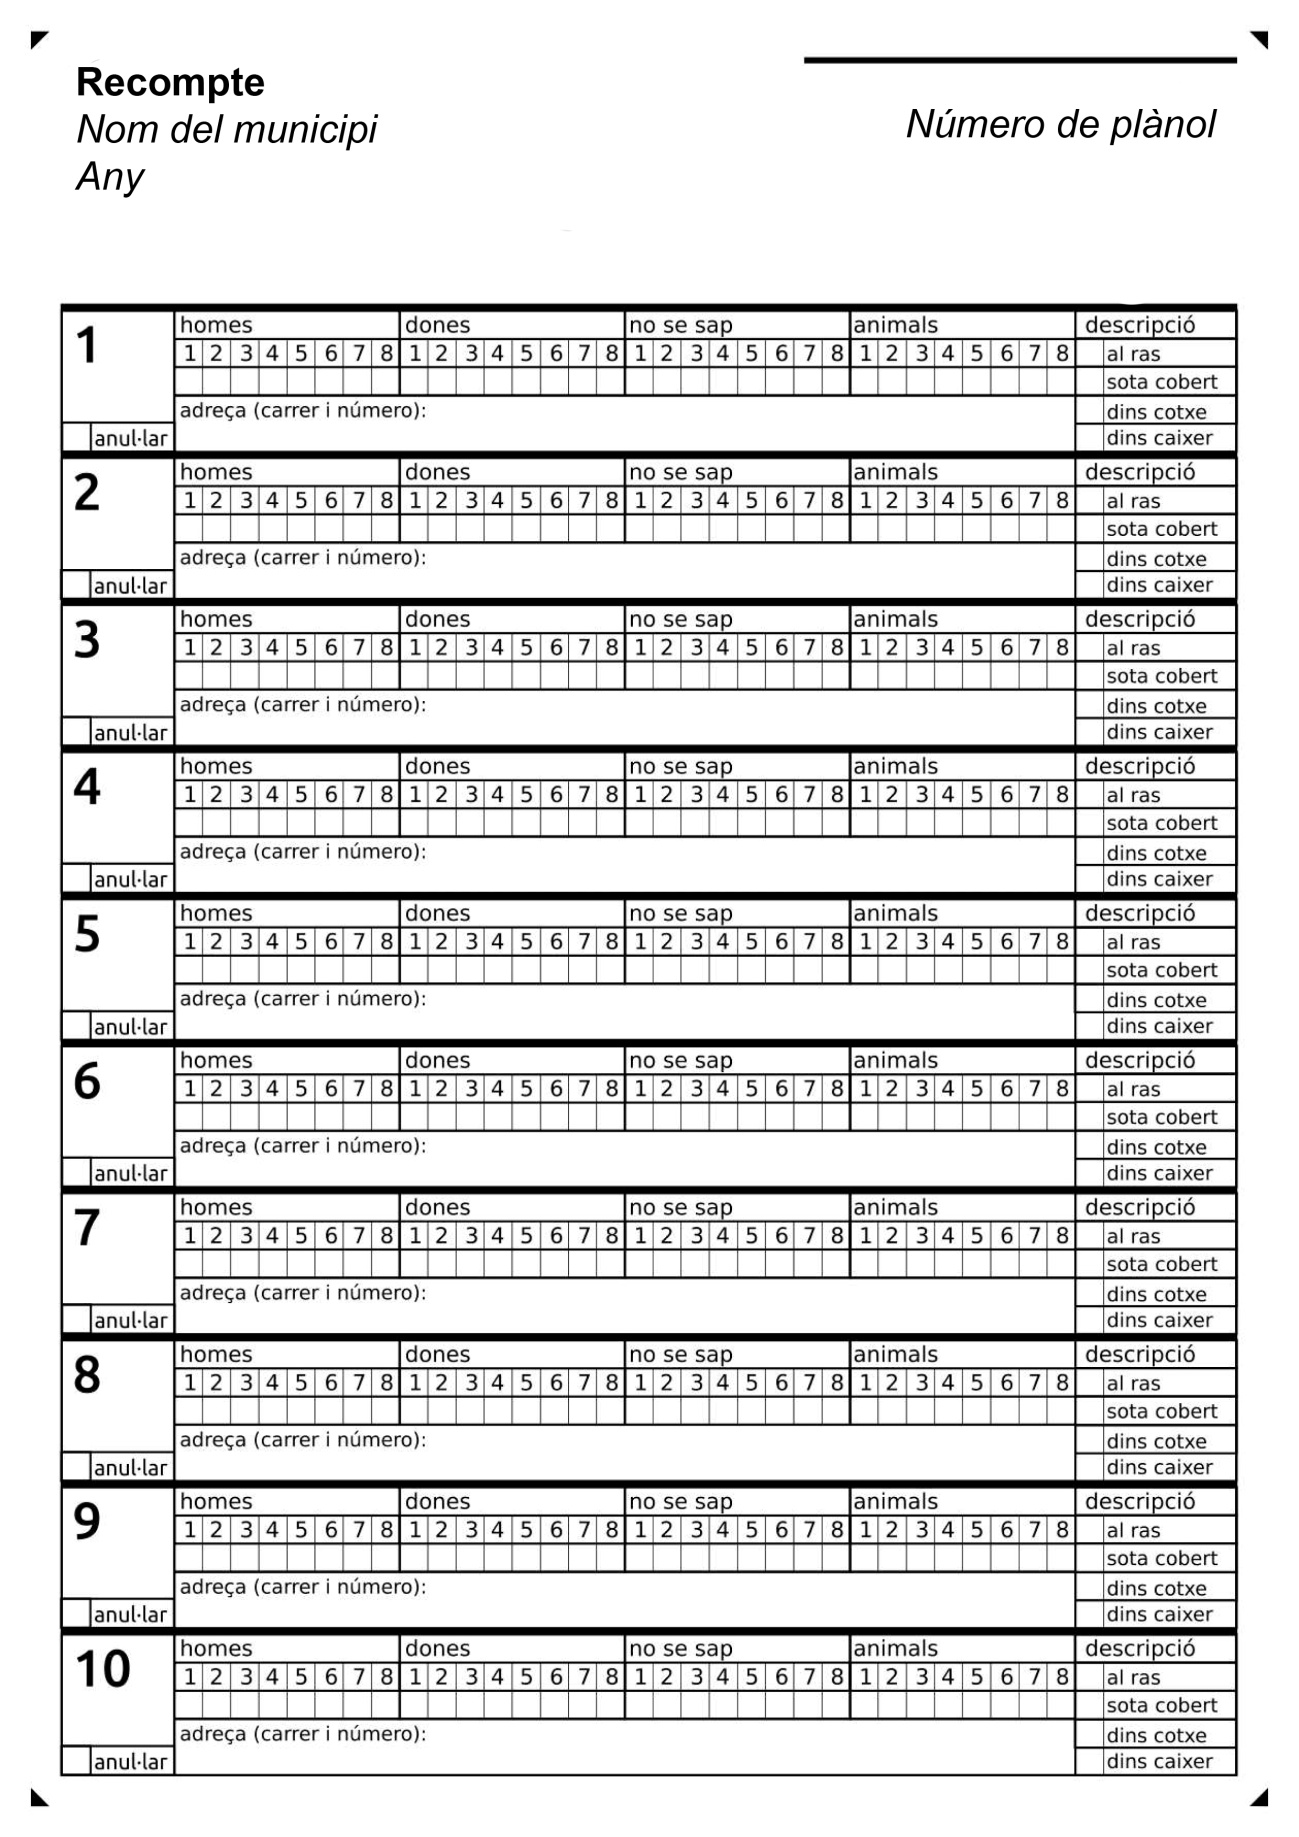 Recompte
Nom del municipi
Any
Número de plànol
1 homes dones no se sap animals descripció
1 2 3 4 5 6 7 8 1 2 3 4 5 6 7 8 1 2 3 4 5 6 7 8 1 2 3 4 5 6 7 8 al ras
sota cobert
adreça (carrer i número): dins cotxe
anul·lar dins caixer
2 homes dones no se sap animals descripció
1 2 3 4 5 6 7 8 1 2 3 4 5 6 7 8 1 2 3 4 5 6 7 8 1 2 3 4 5 6 7 8 al ras
sota cobert
adreça (carrer i número): dins cotxe
anul·lar dins caixer
3 homes dones no se sap animals descripció
1 2 3 4 5 6 7 8 1 2 3 4 5 6 7 8 1 2 3 4 5 6 7 8 1 2 3 4 5 6 7 8 al ras
sota cobert
adreça (carrer i número): dins cotxe
anul·lar dins caixer
4 homes dones no se sap animals descripció
1 2 3 4 5 6 7 8 1 2 3 4 5 6 7 8 1 2 3 4 5 6 7 8 1 2 3 4 5 6 7 8 al ras
sota cobert
adreça (carrer i número): dins cotxe
anul·lar dins caixer
5 homes dones no se sap animals descripció
1 2 3 4 5 6 7 8 1 2 3 4 5 6 7 8 1 2 3 4 5 6 7 8 1 2 3 4 5 6 7 8 al ras
sota cobert
adreça (carrer i número): dins cotxe
anul·lar dins caixer
6 homes dones no se sap animals descripció
1 2 3 4 5 6 7 8 1 2 3 4 5 6 7 8 1 2 3 4 5 6 7 8 1 2 3 4 5 6 7 8 al ras
sota cobert
adreça (carrer i número): dins cotxe
anul·lar dins caixer
7 homes dones no se sap animals descripció
1 2 3 4 5 6 7 8 1 2 3 4 5 6 7 8 1 2 3 4 5 6 7 8 1 2 3 4 5 6 7 8 al ras
sota cobert
adreça (carrer i número): dins cotxe
anul·lar dins caixer
8 homes dones no se sap animals descripció
1 2 3 4 5 6 7 8 1 2 3 4 5 6 7 8 1 2 3 4 5 6 7 8 1 2 3 4 5 6 7 8 al ras
sota cobert
adreça (carrer i número): dins cotxe
anul·lar dins caixer
9 homes dones no se sap animals descripció
1 2 3 4 5 6 7 8 1 2 3 4 5 6 7 8 1 2 3 4 5 6 7 8 1 2 3 4 5 6 7 8 al ras
sota cobert
adreça (carrer i número): dins cotxe
anul·lar dins caixer
10 homes dones no se sap animals descripció
1 2 3 4 5 6 7 8 1 2 3 4 5 6 7 8 1 2 3 4 5 6 7 8 1 2 3 4 5 6 7 8 al ras
sota cobert
adreça (carrer i número): dins cotxe
anul·lar dins caixer